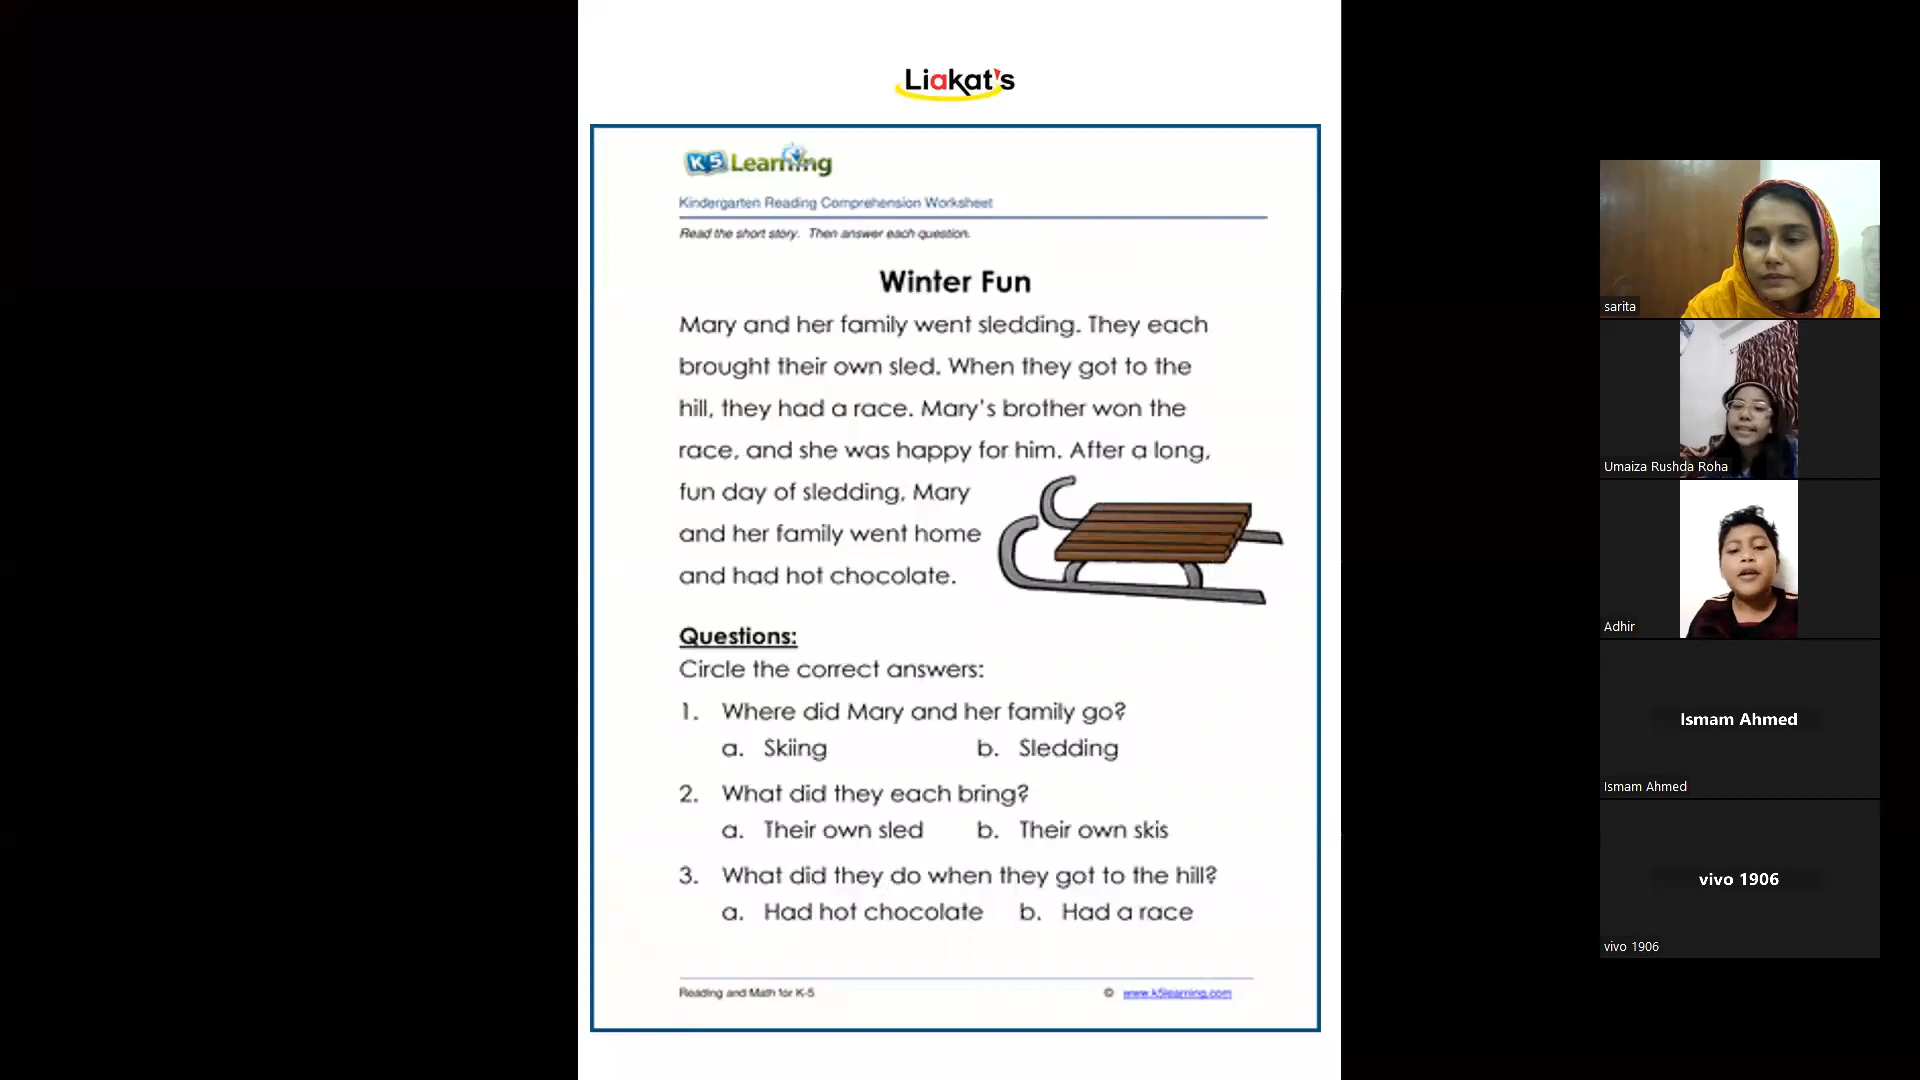 Liakat's
K5 Learning
Kindergarten Reading Comprehension Worksheet
Read the short story. Then answer each question.
Winter Fun
Mary and her family went sledding. They each
brought their own sled. When they got to the
hill, they had a race. Mary's brother won the
race, and she was happy for him. After a long,
fun day of sledding, Mary
and her family went home
and had hot chocolate.
Questions:
Circle the correct answers:
1. Where did Mary and her family go?
a. Skiing b. Sledding
2. What did they each bring?
a. Their own sled b. Their own skis
3. What did they do when they got to the hill?
a. Had hot chocolate b. Had a race
Reading and Math for K-5 © www.k5learning.com
sarita
Umaiza Rushda Roha
Adhir
Ismam Ahmed
Ismam Ahmed
vivo 1906
vivo 1906